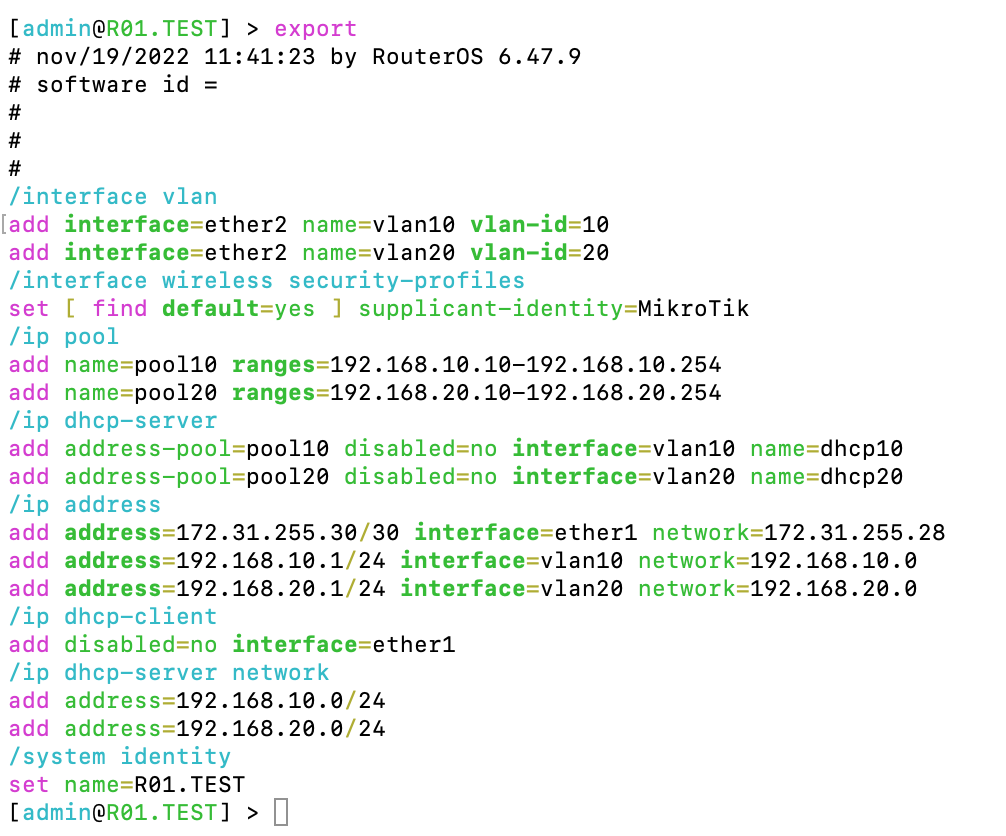 [admin@R01.TEST] > export
# nov/19/2022 11:41:23 by RouterOS 6.47.9
# software id =
#
#
#
/interface vlan
add interface=ether2 name=vlan10 vlan-id=10
add interface=ether2 name=vlan20 vlan-id=20
/interface wireless security-profiles
set [ find default=yes ] supplicant-identity=MikroTik
/ip pool
add name=pool10 ranges=192.168.10.10-192.168.10.254
add name=pool20 ranges=192.168.20.10-192.168.20.254
/ip dhcp-server
add address-pool=pool10 disabled=no interface=vlan10 name=dhcp10
add address-pool=pool20 disabled=no interface=vlan20 name=dhcp20
/ip address
add address=172.31.255.30/30 interface=ether1 network=172.31.255.28
add address=192.168.10.1/24 interface=vlan10 network=192.168.10.0
add address=192.168.20.1/24 interface=vlan20 network=192.168.20.0
/ip dhcp-client
add disabled=no interface=ether1
/ip dhcp-server network
add address=192.168.10.0/24
add address=192.168.20.0/24
/system identity
set name=R01.TEST
[admin@R01.TEST] >